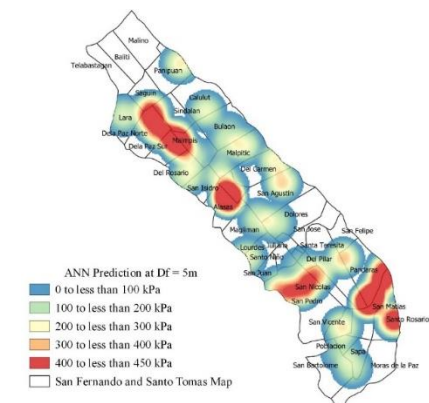 Malino
Baliti
Telabastagan
Panipuan
Saguin
Calulut
Sindalan
Lara
Bulaon
Dela Paz Norte
Maimpis
Dela Paz Sur
Malpitic
Del Rosario
Del Carmen
San Isidro
San Agustin
Alasas
Dolores
Magliman
San Jose
San Felipe
Lourdes
Juliana
Santa Teresita
Santo Niño
Del Pilar
Pandaras
San Juan
San Nicolas
San Pedro
San Matias
Santo Rosario
San Vicente
Poblacion
Sapa
San Bartolome
Moras de la Paz
ANN Prediction at Df = 5m
0 to less than 100 kPa
100 to less than 200 kPa
200 to less than 300 kPa
300 to less than 400 kPa
400 to less than 450 kPa
San Fernando and Santo Tomas Map